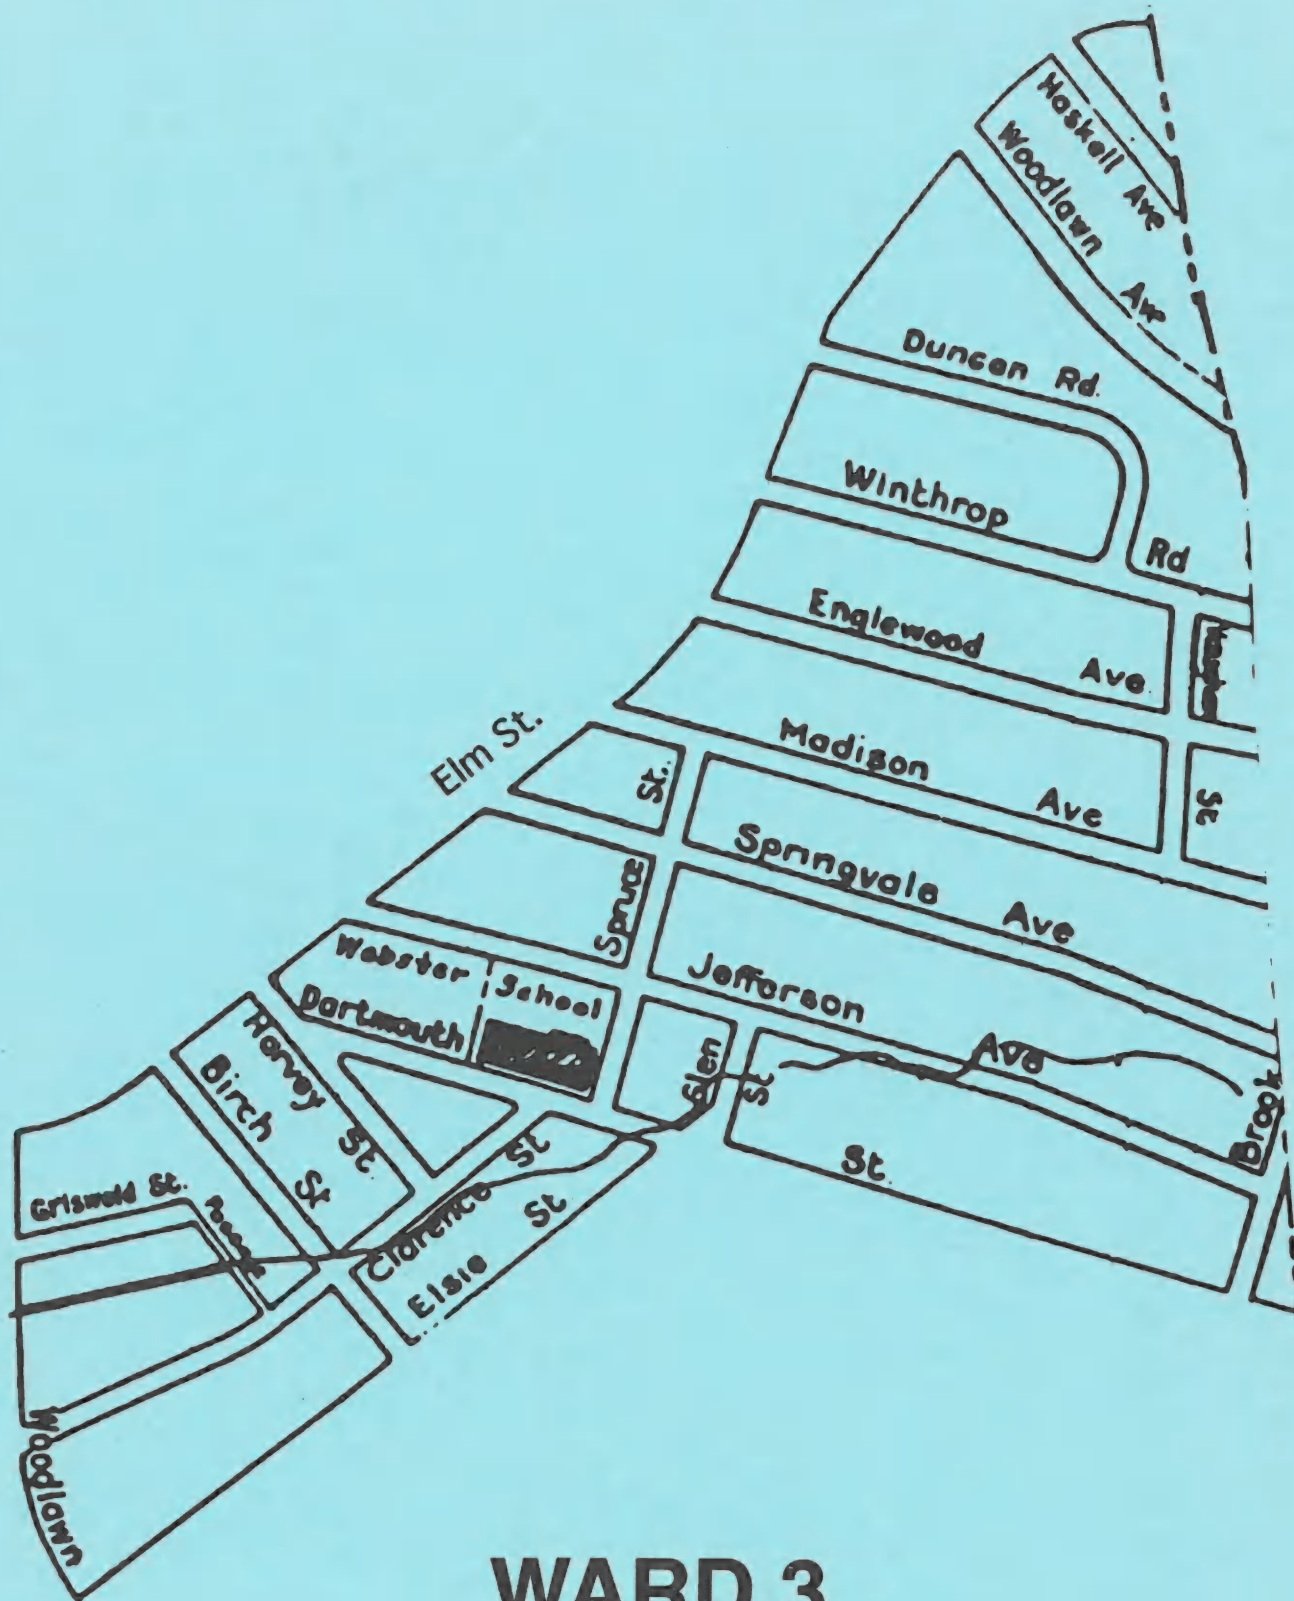 Haskell Ave
Woodlawn Ave
Duncan Rd.
Winthrop Rd
Englewood Ave.
Elm St.
Madison Ave
St.
St
Springvale Ave
Spruce
Webster School
Jefferson Ave
Dartmouth
Harvey St
Birch St
Glen St
Brook
St.
Griswold St.
Clarence St
Elsie St
Woodlawn
WARD 3